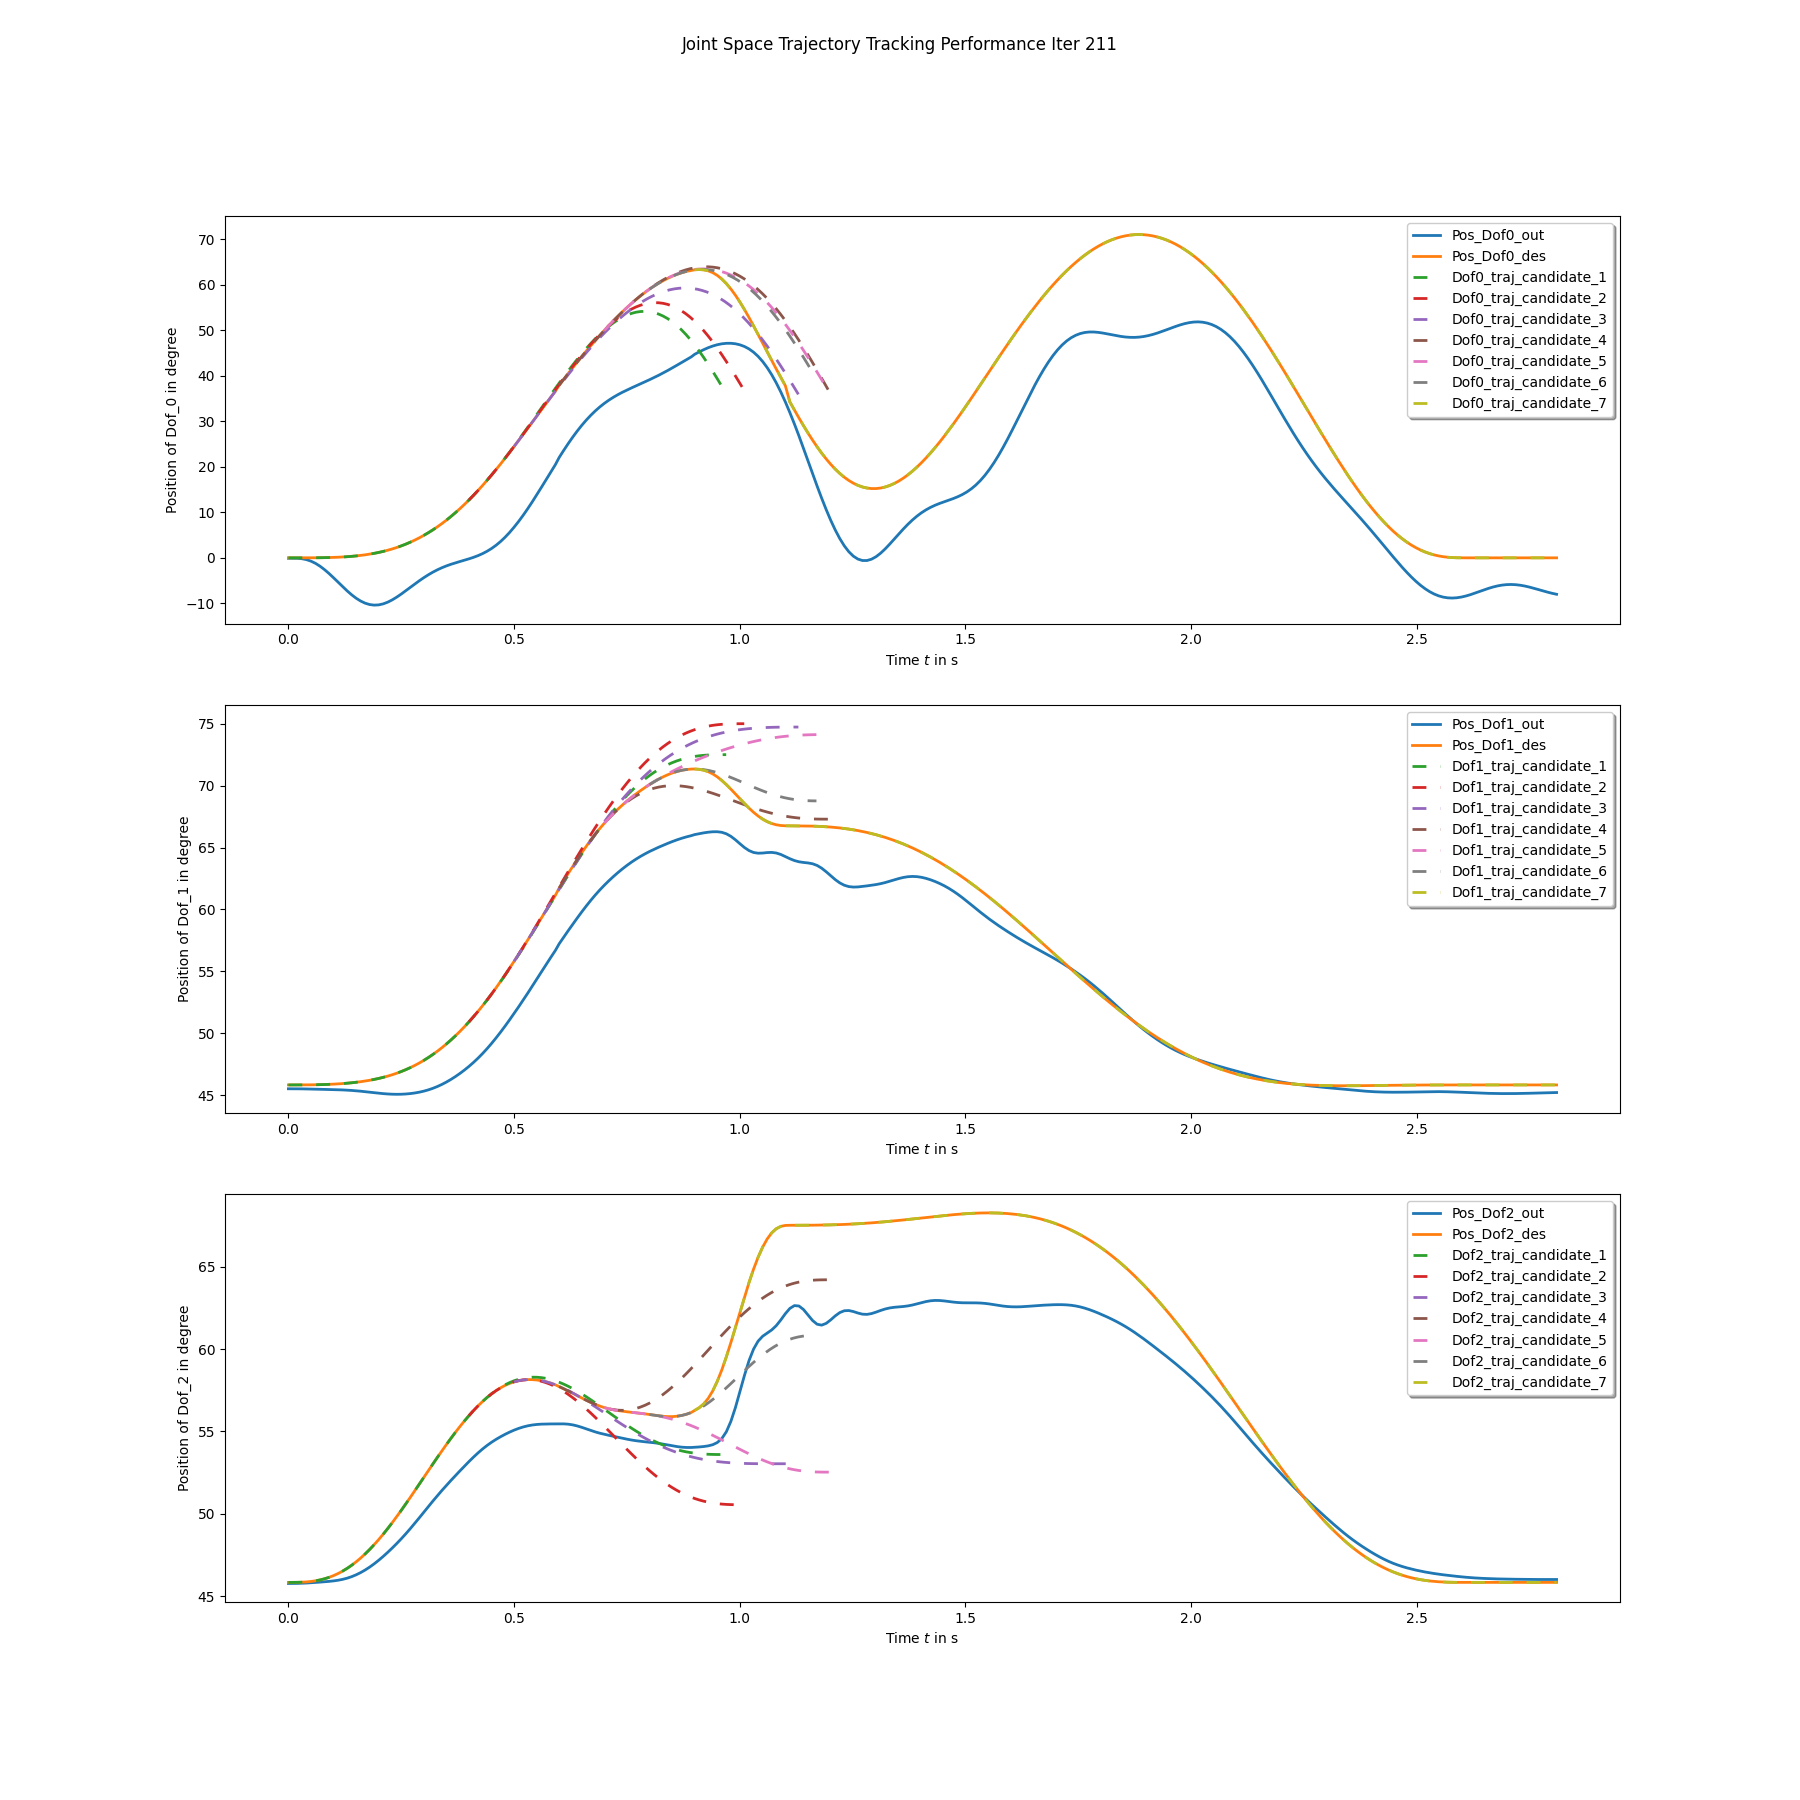 Joint Space Trajectory Tracking Performance Iter 211
70
60
50
40
30
20
10
0
−10
Position of Dof_0 in degree
0.0 0.5 1.0 1.5 2.0 2.5
Time t in s
Pos_Dof0_out
Pos_Dof0_des
Dof0_traj_candidate_1
Dof0_traj_candidate_2
Dof0_traj_candidate_3
Dof0_traj_candidate_4
Dof0_traj_candidate_5
Dof0_traj_candidate_6
Dof0_traj_candidate_7
75
70
65
60
55
50
45
Position of Dof_1 in degree
0.0 0.5 1.0 1.5 2.0 2.5
Time t in s
Pos_Dof1_out
Pos_Dof1_des
Dof1_traj_candidate_1
Dof1_traj_candidate_2
Dof1_traj_candidate_3
Dof1_traj_candidate_4
Dof1_traj_candidate_5
Dof1_traj_candidate_6
Dof1_traj_candidate_7
65
60
55
50
45
Position of Dof_2 in degree
0.0 0.5 1.0 1.5 2.0 2.5
Time t in s
Pos_Dof2_out
Pos_Dof2_des
Dof2_traj_candidate_1
Dof2_traj_candidate_2
Dof2_traj_candidate_3
Dof2_traj_candidate_4
Dof2_traj_candidate_5
Dof2_traj_candidate_6
Dof2_traj_candidate_7